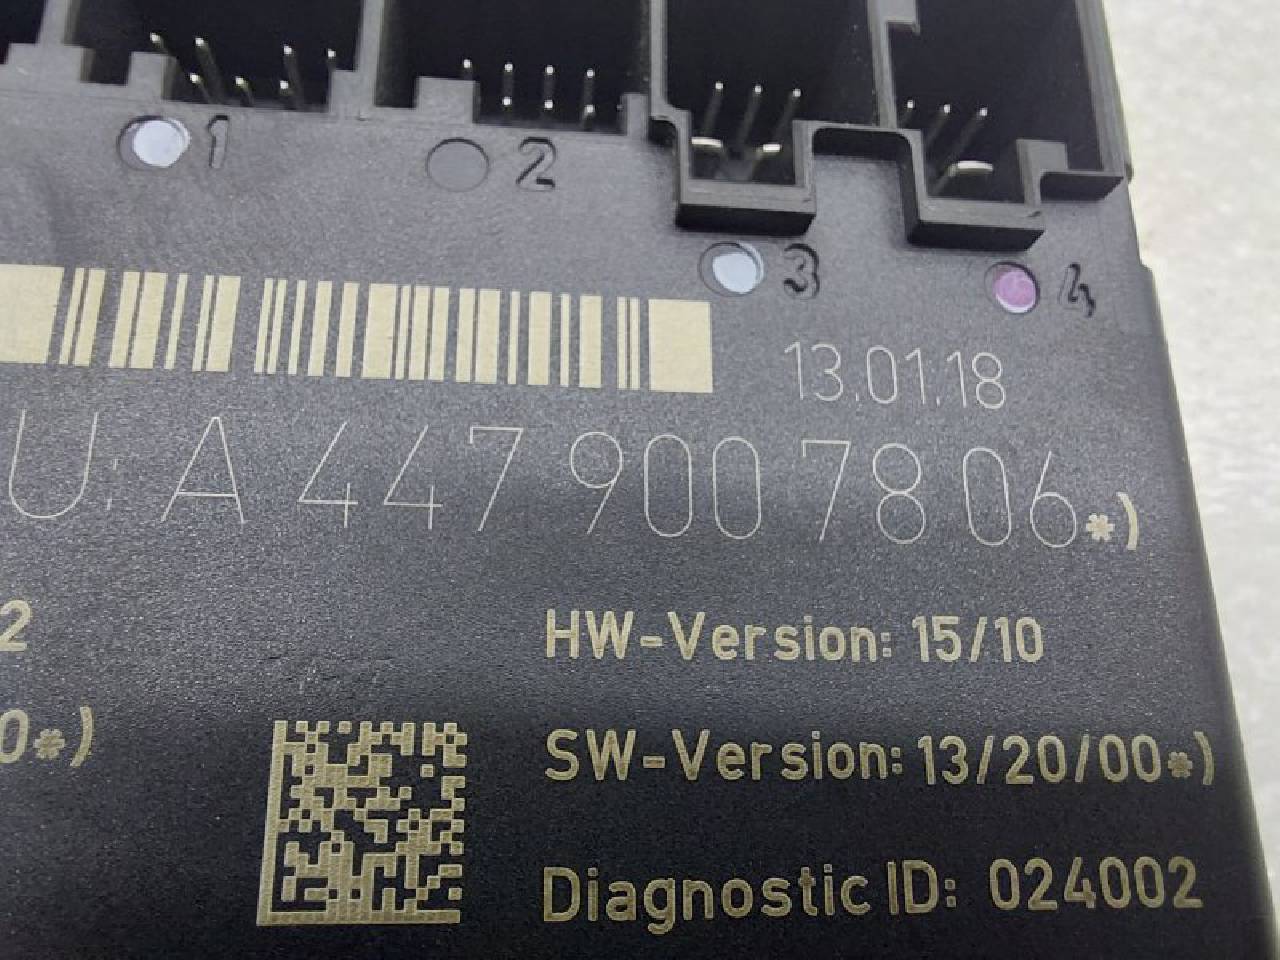 1 2
3 4
13.01.18
U: A 447 900 78 06*)
2
HW-Version: 15/10
0*)
SW-Version: 13/20/00*)
Diagnostic ID: 024002